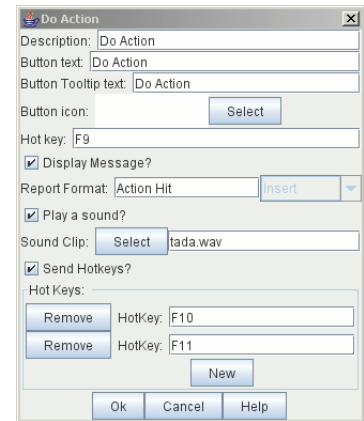 Do Action
Description: Do Action
Button text: Do Action
Button Tooltip text: Do Action
Button icon: Select
Hot key: F9
Display Message?
Report Format: Action Hit Insert
Play a sound?
Sound Clip: Select tada.wav
Send Hotkeys?
Hot Keys:
Remove HotKey: F10
Remove HotKey: F11
New
Ok Cancel Help